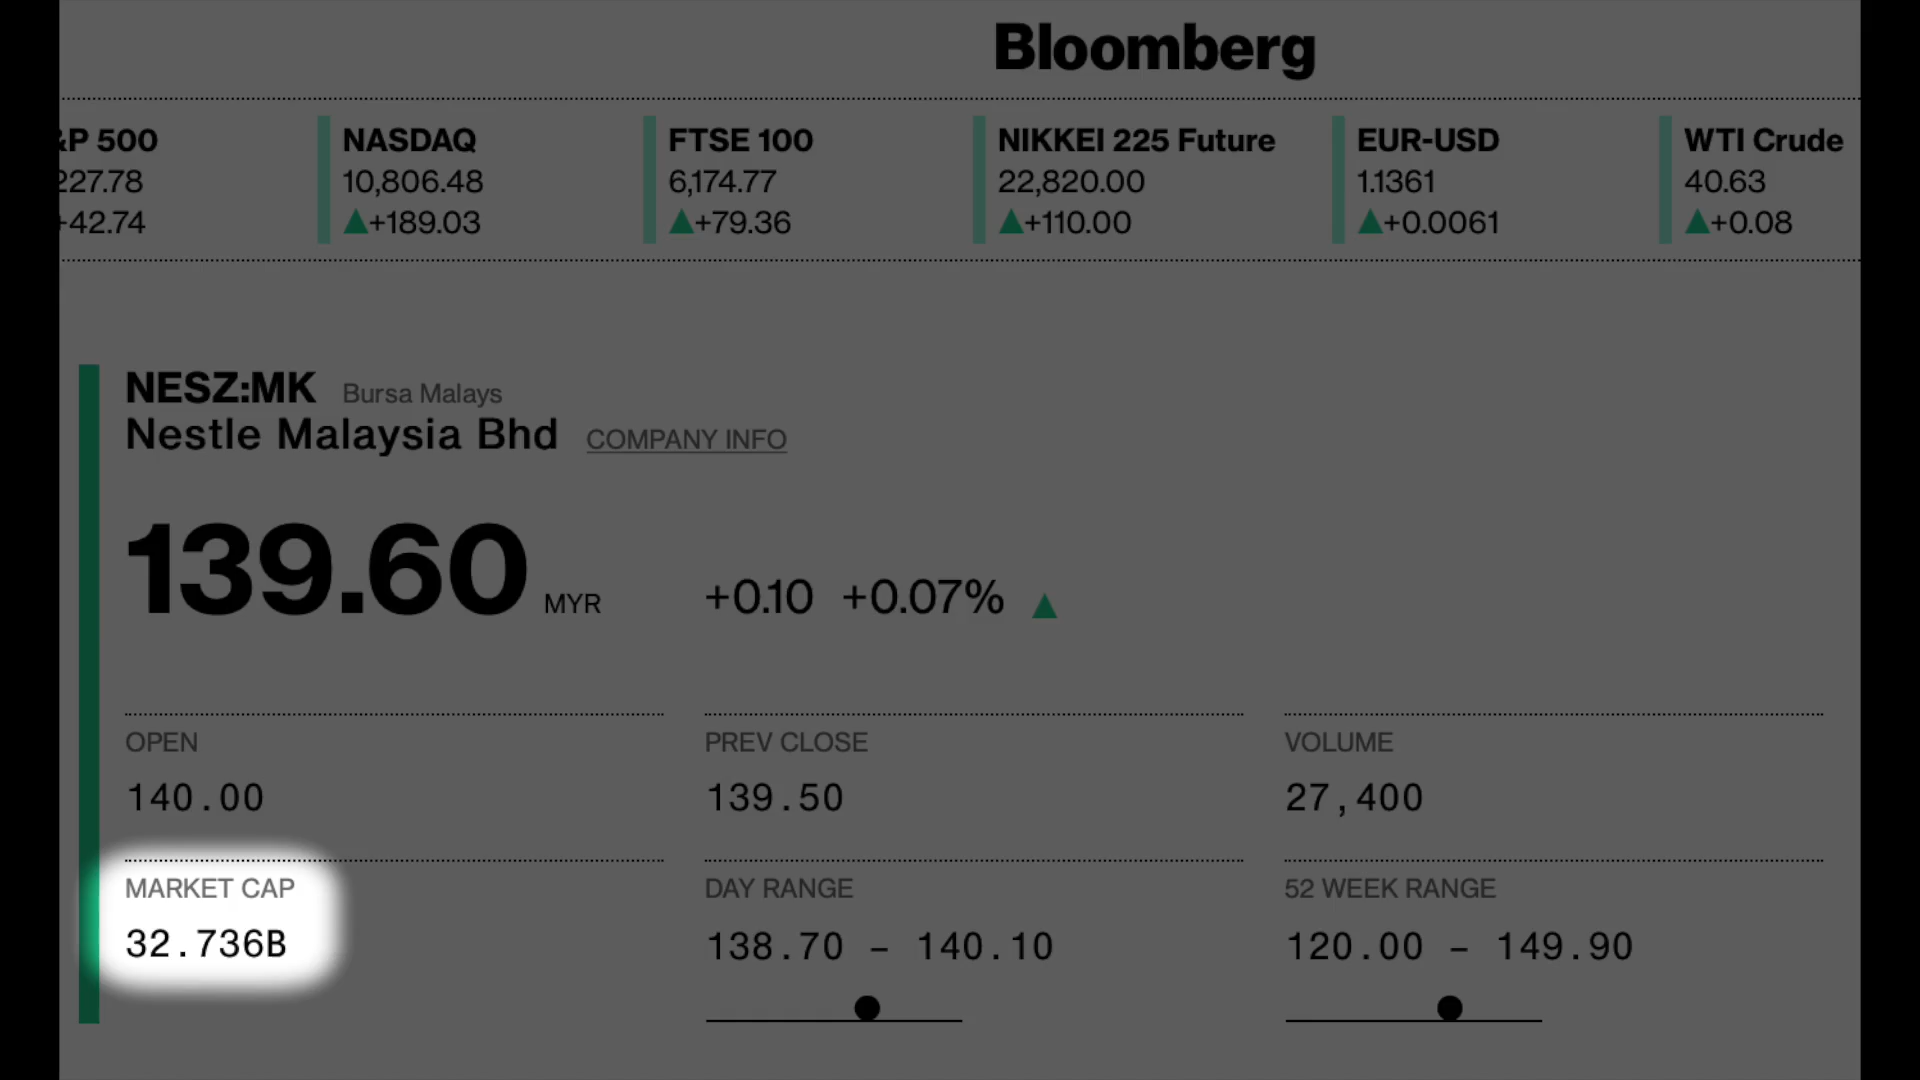 Bloomberg
&P 500
227.78
+42.74
NASDAQ
10,806.48
▲+189.03
FTSE 100
6,174.77
▲+79.36
NIKKEI 225 Future
22,820.00
▲+110.00
EUR-USD
1.1361
▲+0.0061
WTI Crude
40.63
▲+0.08
NESZ:MK Bursa Malays
Nestle Malaysia Bhd COMPANY INFO
139.60 MYR +0.10 +0.07% ▲
OPEN
140.00
PREV CLOSE
139.50
VOLUME
27,400
MARKET CAP
32.736B
DAY RANGE
138.70 – 140.10
52 WEEK RANGE
120.00 – 149.90